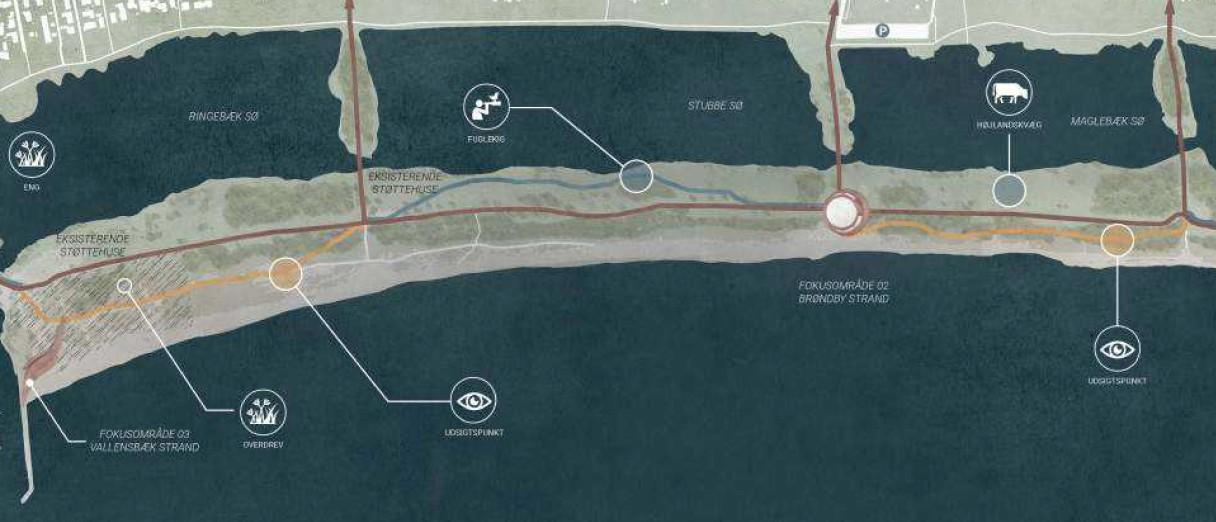 P
RINGEBÆK SØ
STUBBE SØ
MAGLEBÆK SØ
FUGLEKIG
HØJLANDSKVÆG
ENG
EKSISTERENDE
STØTTEHUSE
EKSISTERENDE
STØTTEHUSE
FOKUSOMRÅDE 02
BRØNDBY STRAND
UDSIGTSPUNKT
UDSIGTSPUNKT
OVERDREV
FOKUSOMRÅDE 03
VALLENSBÆK STRAND